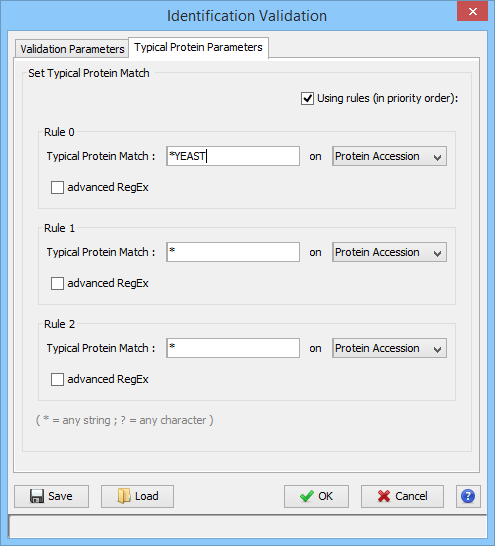 Identification Validation
Validation Parameters Typical Protein Parameters
Set Typical Protein Match
Using rules (in priority order):
Rule 0
Typical Protein Match : *YEAST on Protein Accession
advanced RegEx
Rule 1
Typical Protein Match : * on Protein Accession
advanced RegEx
Rule 2
Typical Protein Match : * on Protein Accession
advanced RegEx
( * = any string ; ? = any character )
Save Load OK Cancel ?